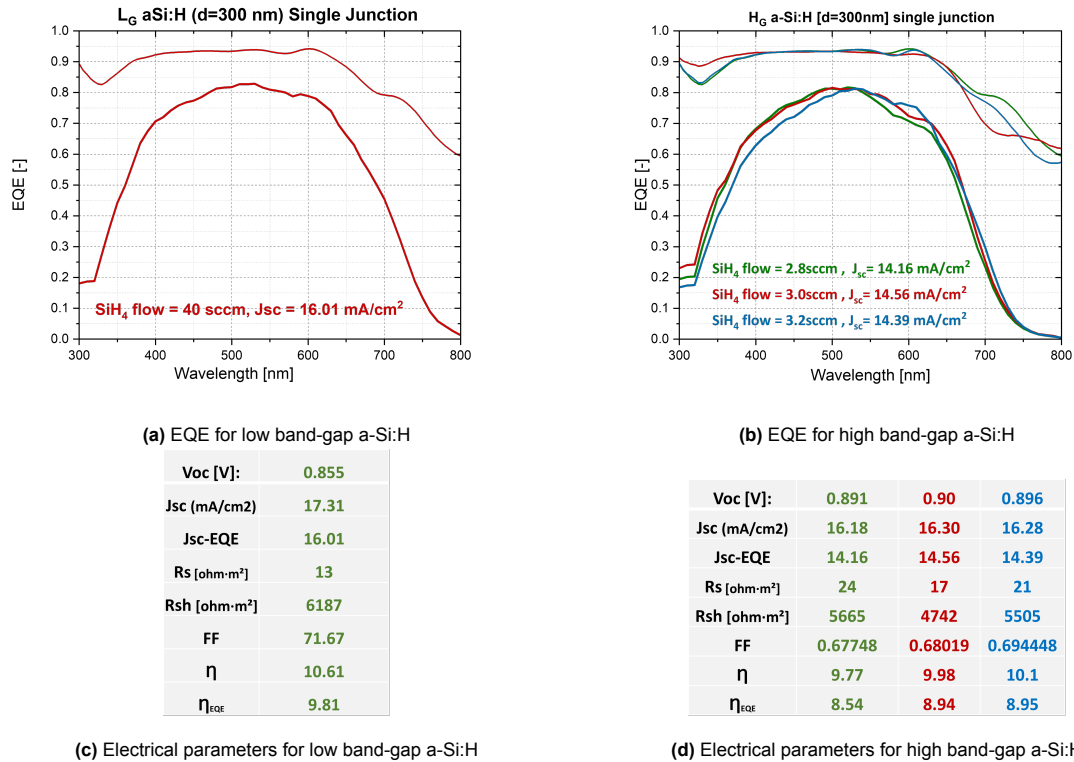 L_G aSi:H (d=300 nm) Single Junction
1.0
0.9
0.8
0.7
0.6
0.5
0.4
0.3
0.2
0.1
0.0
EQE [-]
SiH₄ flow = 40 sccm, Jsc = 16.01 mA/cm²
300 400 500 600 700 800
Wavelength [nm]
(a) EQE for low band-gap a-Si:H
H_G a-Si:H [d=300nm] single junction
1.0
0.9
0.8
0.7
0.6
0.5
0.4
0.3
0.2
0.1
0.0
EQE [-]
SiH₄ flow = 2.8sccm , J_sc= 14.16 mA/cm²
SiH₄ flow = 3.0sccm , J_sc= 14.56 mA/cm²
SiH₄ flow = 3.2sccm , J_sc= 14.39 mA/cm²
300 400 500 600 700 800
Wavelength [nm]
(b) EQE for high band-gap a-Si:H
Voc [V]: 0.855
Jsc (mA/cm2) 17.31
Jsc-EQE 16.01
Rs [ohm·m²] 13
Rsh [ohm·m²] 6187
FF 71.67
η 10.61
η_EQE 9.81
(c) Electrical parameters for low band-gap a-Si:H
Voc [V]: 0.891 0.90 0.896
Jsc (mA/cm2) 16.18 16.30 16.28
Jsc-EQE 14.16 14.56 14.39
Rs [ohm·m²] 24 17 21
Rsh [ohm·m²] 5665 4742 5505
FF 0.67748 0.68019 0.694448
η 9.77 9.98 10.1
η_EQE 8.54 8.94 8.95
(d) Electrical parameters for high band-gap a-Si:H